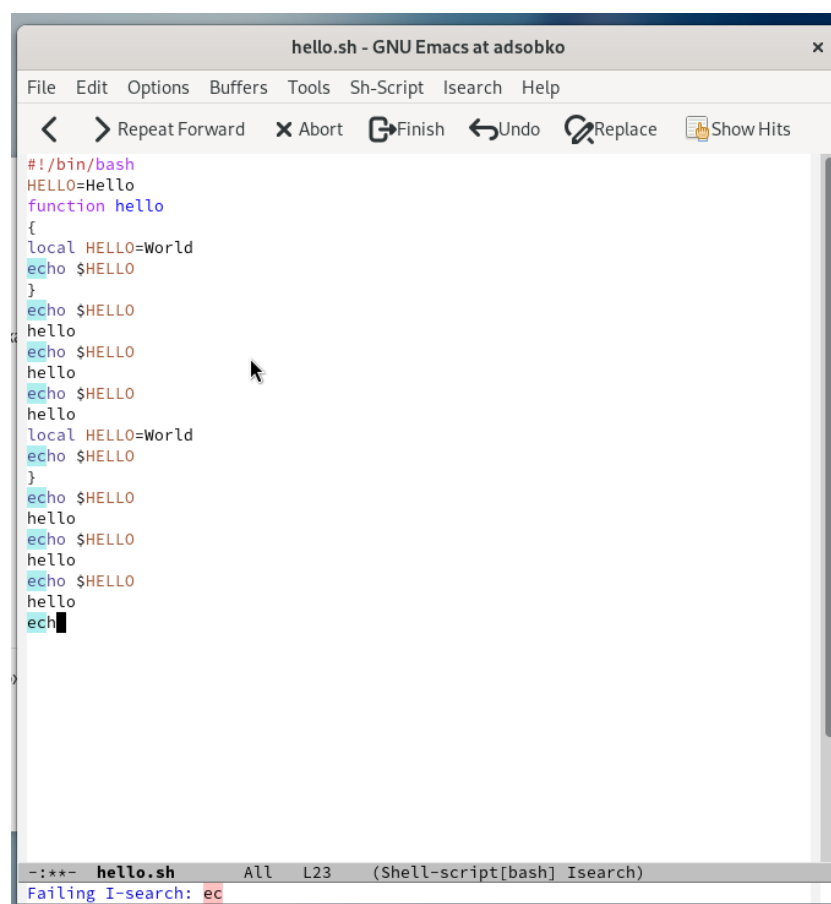 hello.sh - GNU Emacs at adsobko ×
File Edit Options Buffers Tools Sh-Script Isearch Help
Repeat Forward Abort Finish Undo Replace Show Hits
#!/bin/bash
HELLO=Hello
function hello
{
local HELLO=World
echo $HELLO
}
echo $HELLO
hello
echo $HELLO
hello
echo $HELLO
hello
local HELLO=World
echo $HELLO
}
echo $HELLO
hello
echo $HELLO
hello
echo $HELLO
hello
ech
-:**- hello.sh All L23 (Shell-script[bash] Isearch)
Failing I-search: ec